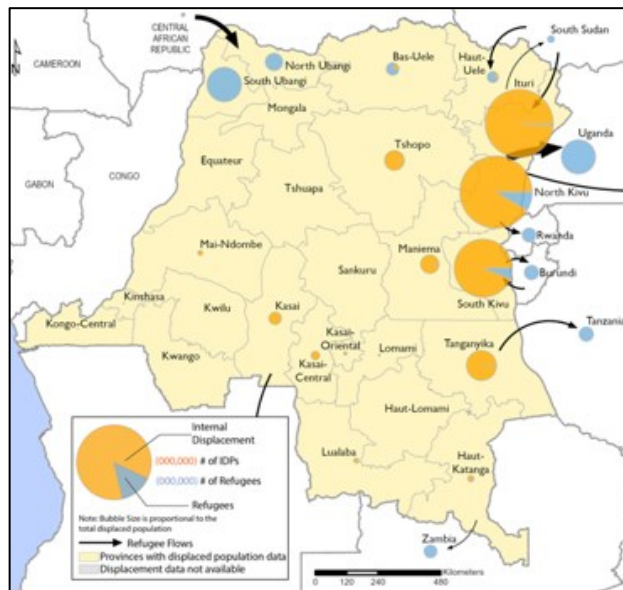 CENTRAL
AFRICAN
REPUBLIC
South Sudan
CAMEROON
North Ubangi
Bas-Uele
Haut-
Uele
South Ubangi
Ituri
Mongala
Uganda
Tshopo
Equateur
GABON
CONGO
Tshuapa
North Kivu
Rwanda
Mai-Ndombe
Maniema
Sankuru
Burundi
Kinshasa
Kwilu
Kasai
South Kivu
Kongo-Central
Kasai-
Oriental
Tanzania
Lomami
Tanganyika
Kwango
Kasai-
Central
Haut-Lomami
Internal
Displacement
(000,000) # of IDPs
Lualaba
Haut-
Katanga
(000,000) # of Refugees
Refugees
Note: Bubble Size is proportional to the
total displaced population
Refugee Flows
Zambia
Provinces with displaced population data
Displacement data not available
Kilometers
0 120 240 480